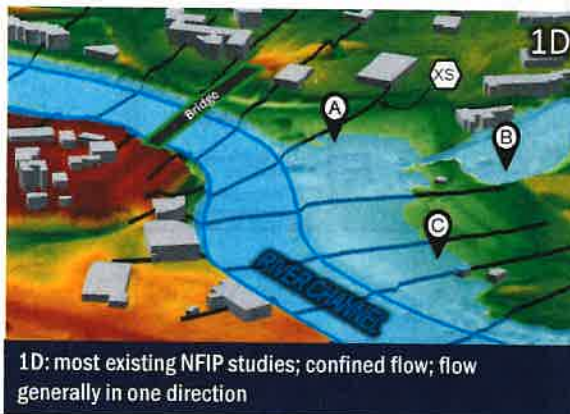 1D
XS
A
Bridge
B
C
RIVER CHANNEL
1D: most existing NFIP studies; confined flow; flow
generally in one direction